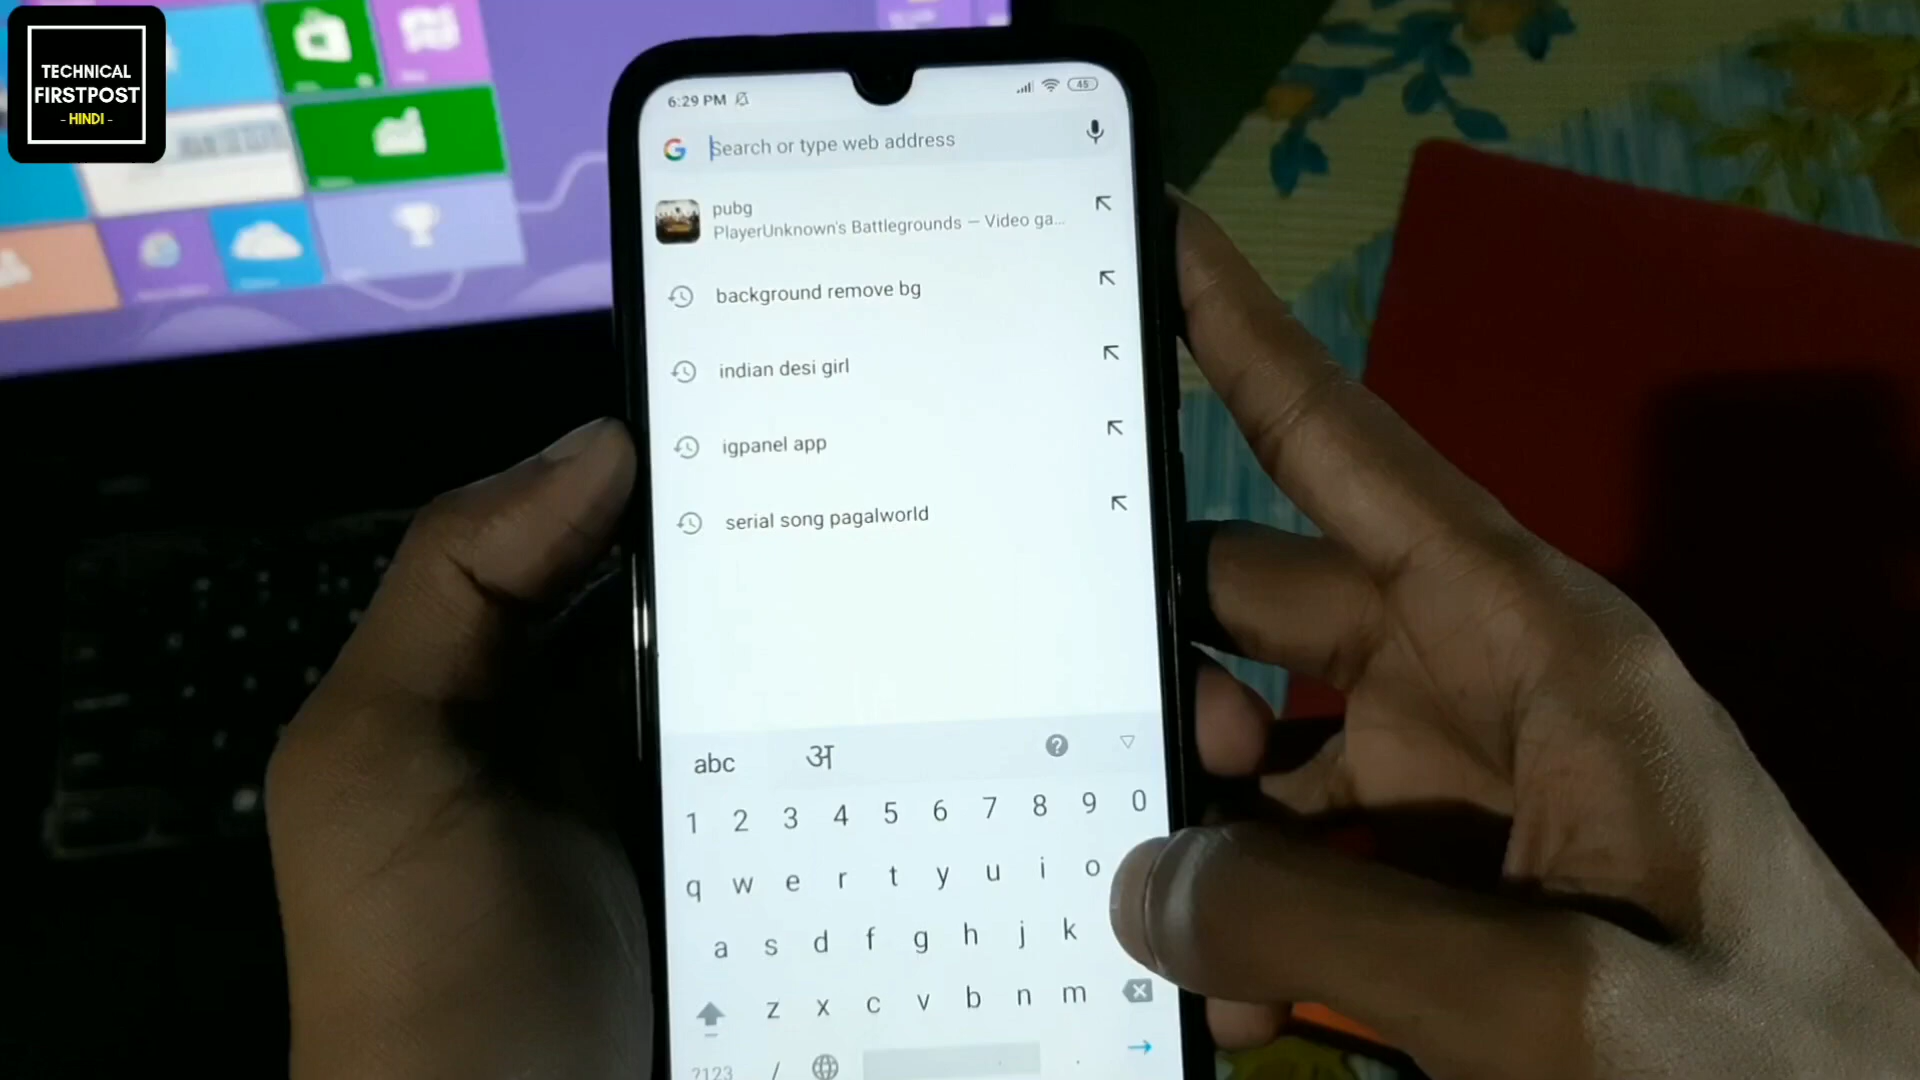 TECHNICAL
FIRSTPOST
- HINDI -
6:29 PM
45
Search or type web address
pubg
PlayerUnknown's Battlegrounds – Video ga...
background remove bg
indian desi girl
igpanel app
serial song pagalworld
abc अ ?
1 2 3 4 5 6 7 8 9 0
q w e r t y u i o
a s d f g h j k
z x c v b n m
?123 / .